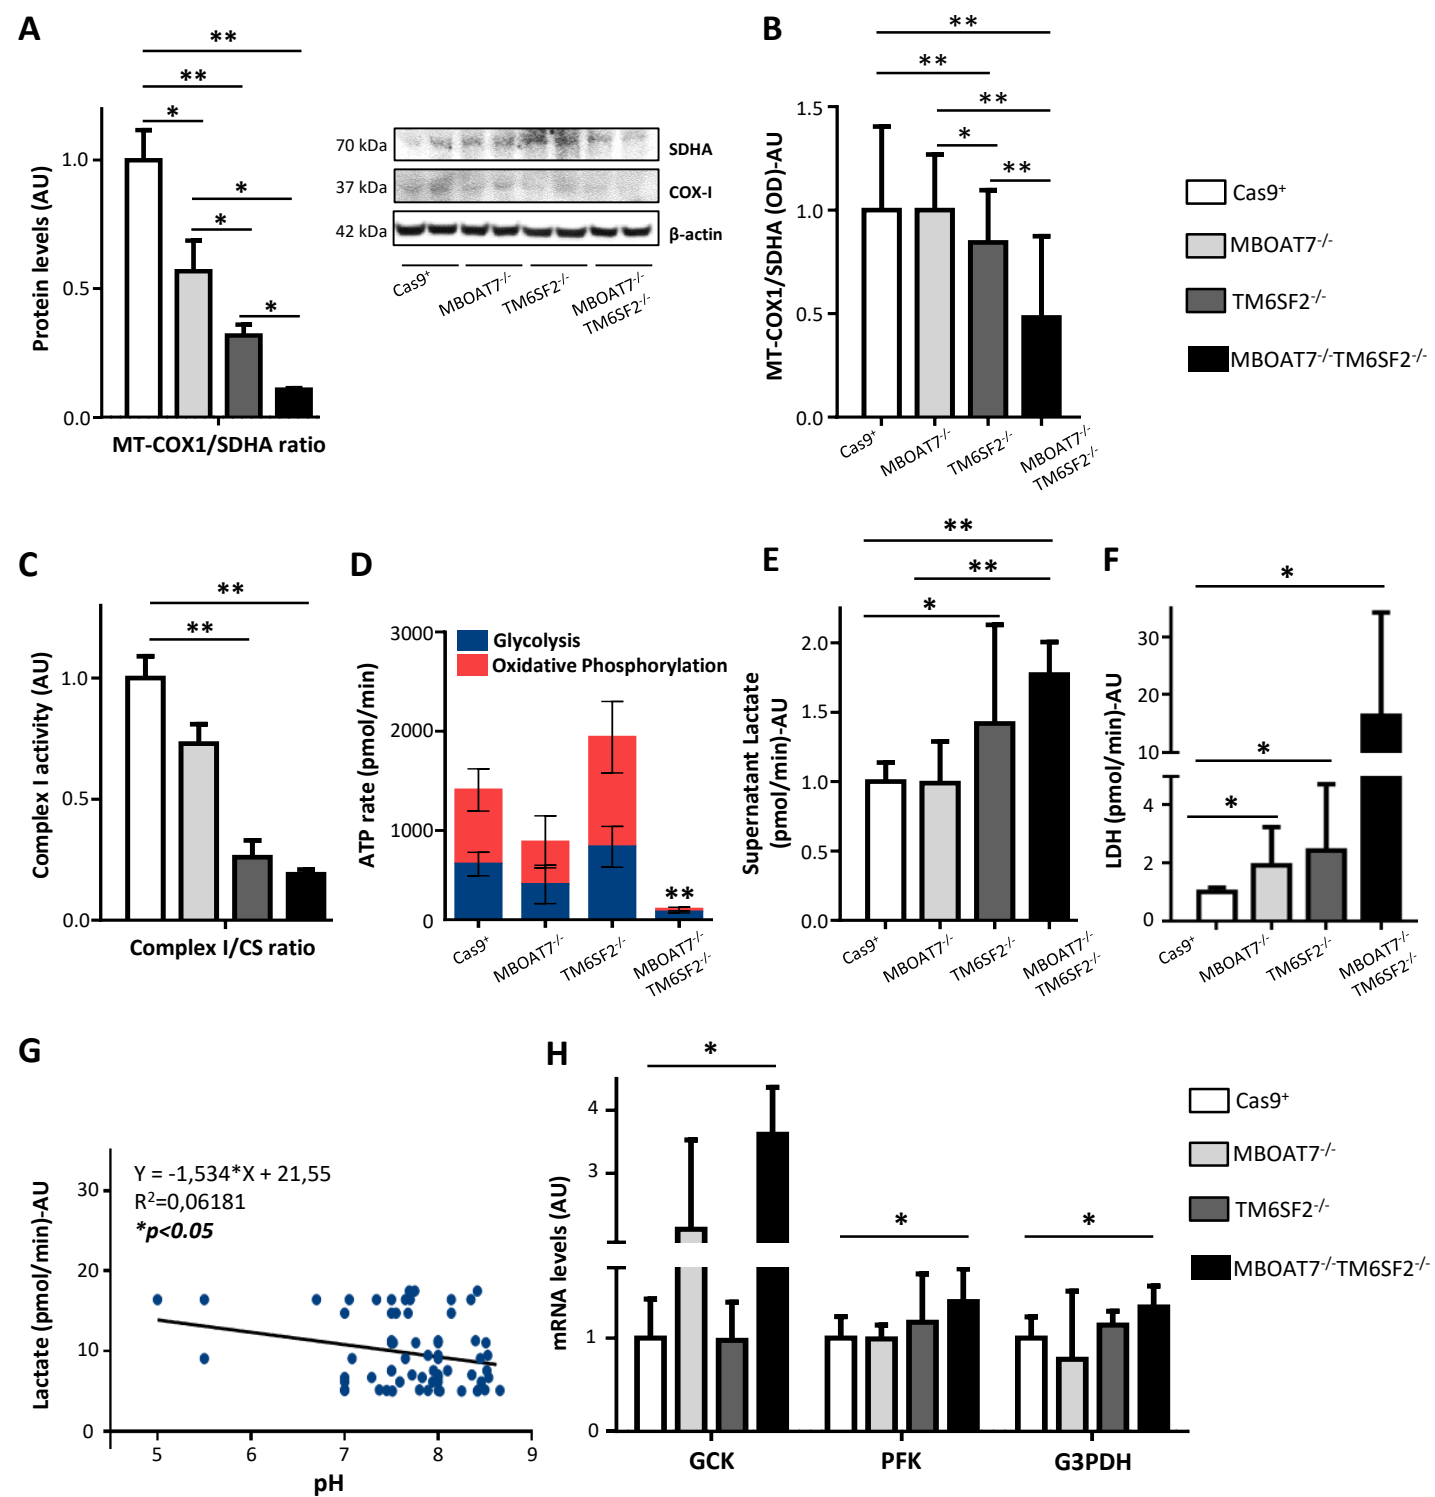 A
**
**
*
*
*
*
Protein levels (AU)
1.0
0.5
0.0
MT-COX1/SDHA ratio
70 kDa
SDHA
37 kDa
COX-I
42 kDa
β-actin
Cas9⁺
MBOAT7⁻/⁻
TM6SF2⁻/⁻
MBOAT7⁻/⁻
TM6SF2⁻/⁻
B
**
**
**
*
**
MT-COX1/SDHA (OD)-AU
1.5
1.0
0.5
0.0
Cas9⁺
MBOAT7⁻/⁻
TM6SF2⁻/⁻
MBOAT7⁻/⁻
TM6SF2⁻/⁻
Cas9⁺
MBOAT7⁻/⁻
TM6SF2⁻/⁻
MBOAT7⁻/⁻TM6SF2⁻/⁻
C
**
**
Complex I activity (AU)
1.0
0.5
0.0
Complex I/CS ratio
D
Glycolysis
Oxidative Phosphorylation
ATP rate (pmol/min)
3000
2000
1000
0
**
Cas9⁺
MBOAT7⁻/⁻
TM6SF2⁻/⁻
MBOAT7⁻/⁻
TM6SF2⁻/⁻
E
**
**
*
Supernatant Lactate
(pmol/min)-AU
2.0
1.5
1.0
0.5
0.0
Cas9⁺
MBOAT7⁻/⁻
TM6SF2⁻/⁻
MBOAT7⁻/⁻
TM6SF2⁻/⁻
F
*
*
*
LDH (pmol/min)-AU
30
20
10
4
2
0
Cas9⁺
MBOAT7⁻/⁻
TM6SF2⁻/⁻
MBOAT7⁻/⁻
TM6SF2⁻/⁻
G
Y = -1,534*X + 21,55
R²=0,06181
*p<0.05
Lactate (pmol/min)-AU
30
20
10
0
5
6
7
8
9
pH
H
*
*
*
mRNA levels (AU)
4
3
1
0
GCK
PFK
G3PDH
Cas9⁺
MBOAT7⁻/⁻
TM6SF2⁻/⁻
MBOAT7⁻/⁻TM6SF2⁻/⁻